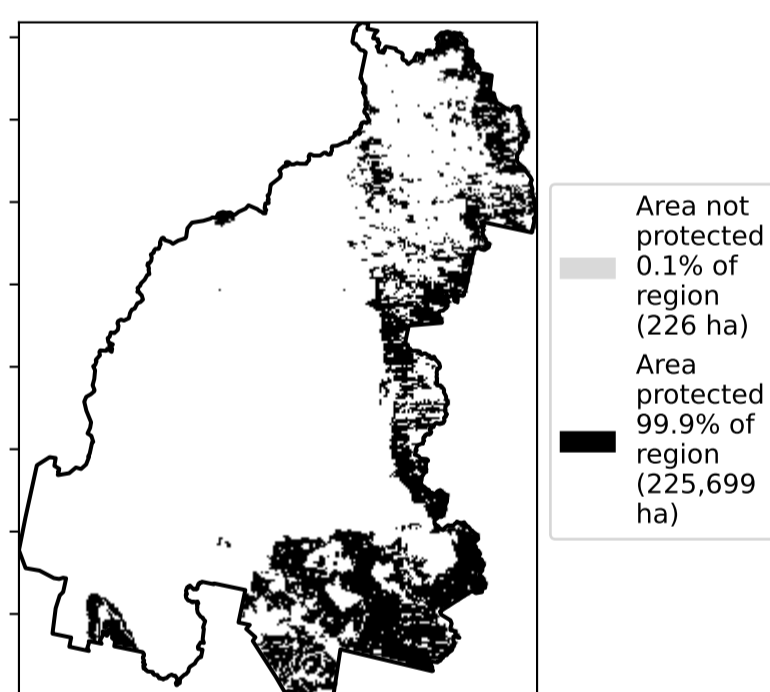 Area not
protected
0.1% of
region
(226 ha)
Area
protected
99.9% of
region
(225,699
ha)